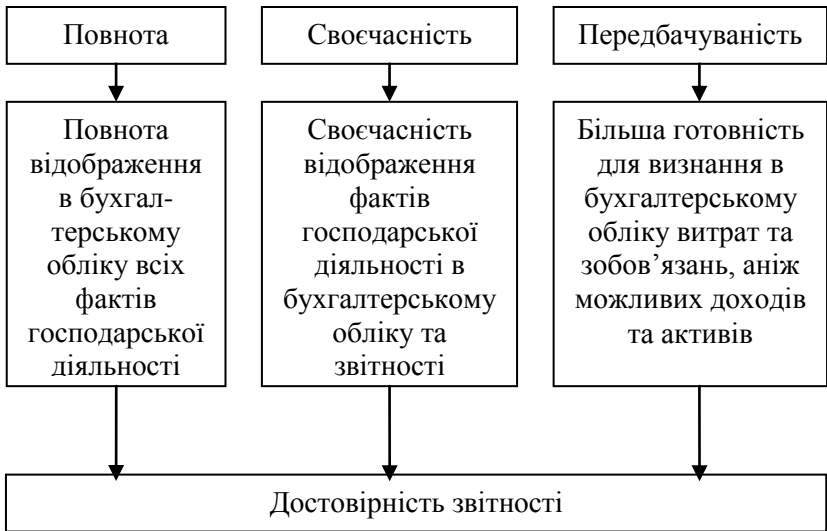 Повнота
Своєчасність
Передбачуваність
Повнота
відображення
в бухгал-
терському
обліку всіх
фактів
господарської
діяльності
Своєчасність
відображення
фактів
господарської
діяльності в
бухгалтерському
обліку та
звітності
Більша готовність
для визнання в
бухгалтерському
обліку витрат та
зобов’язань, аніж
можливих доходів
та активів
Достовірність звітності